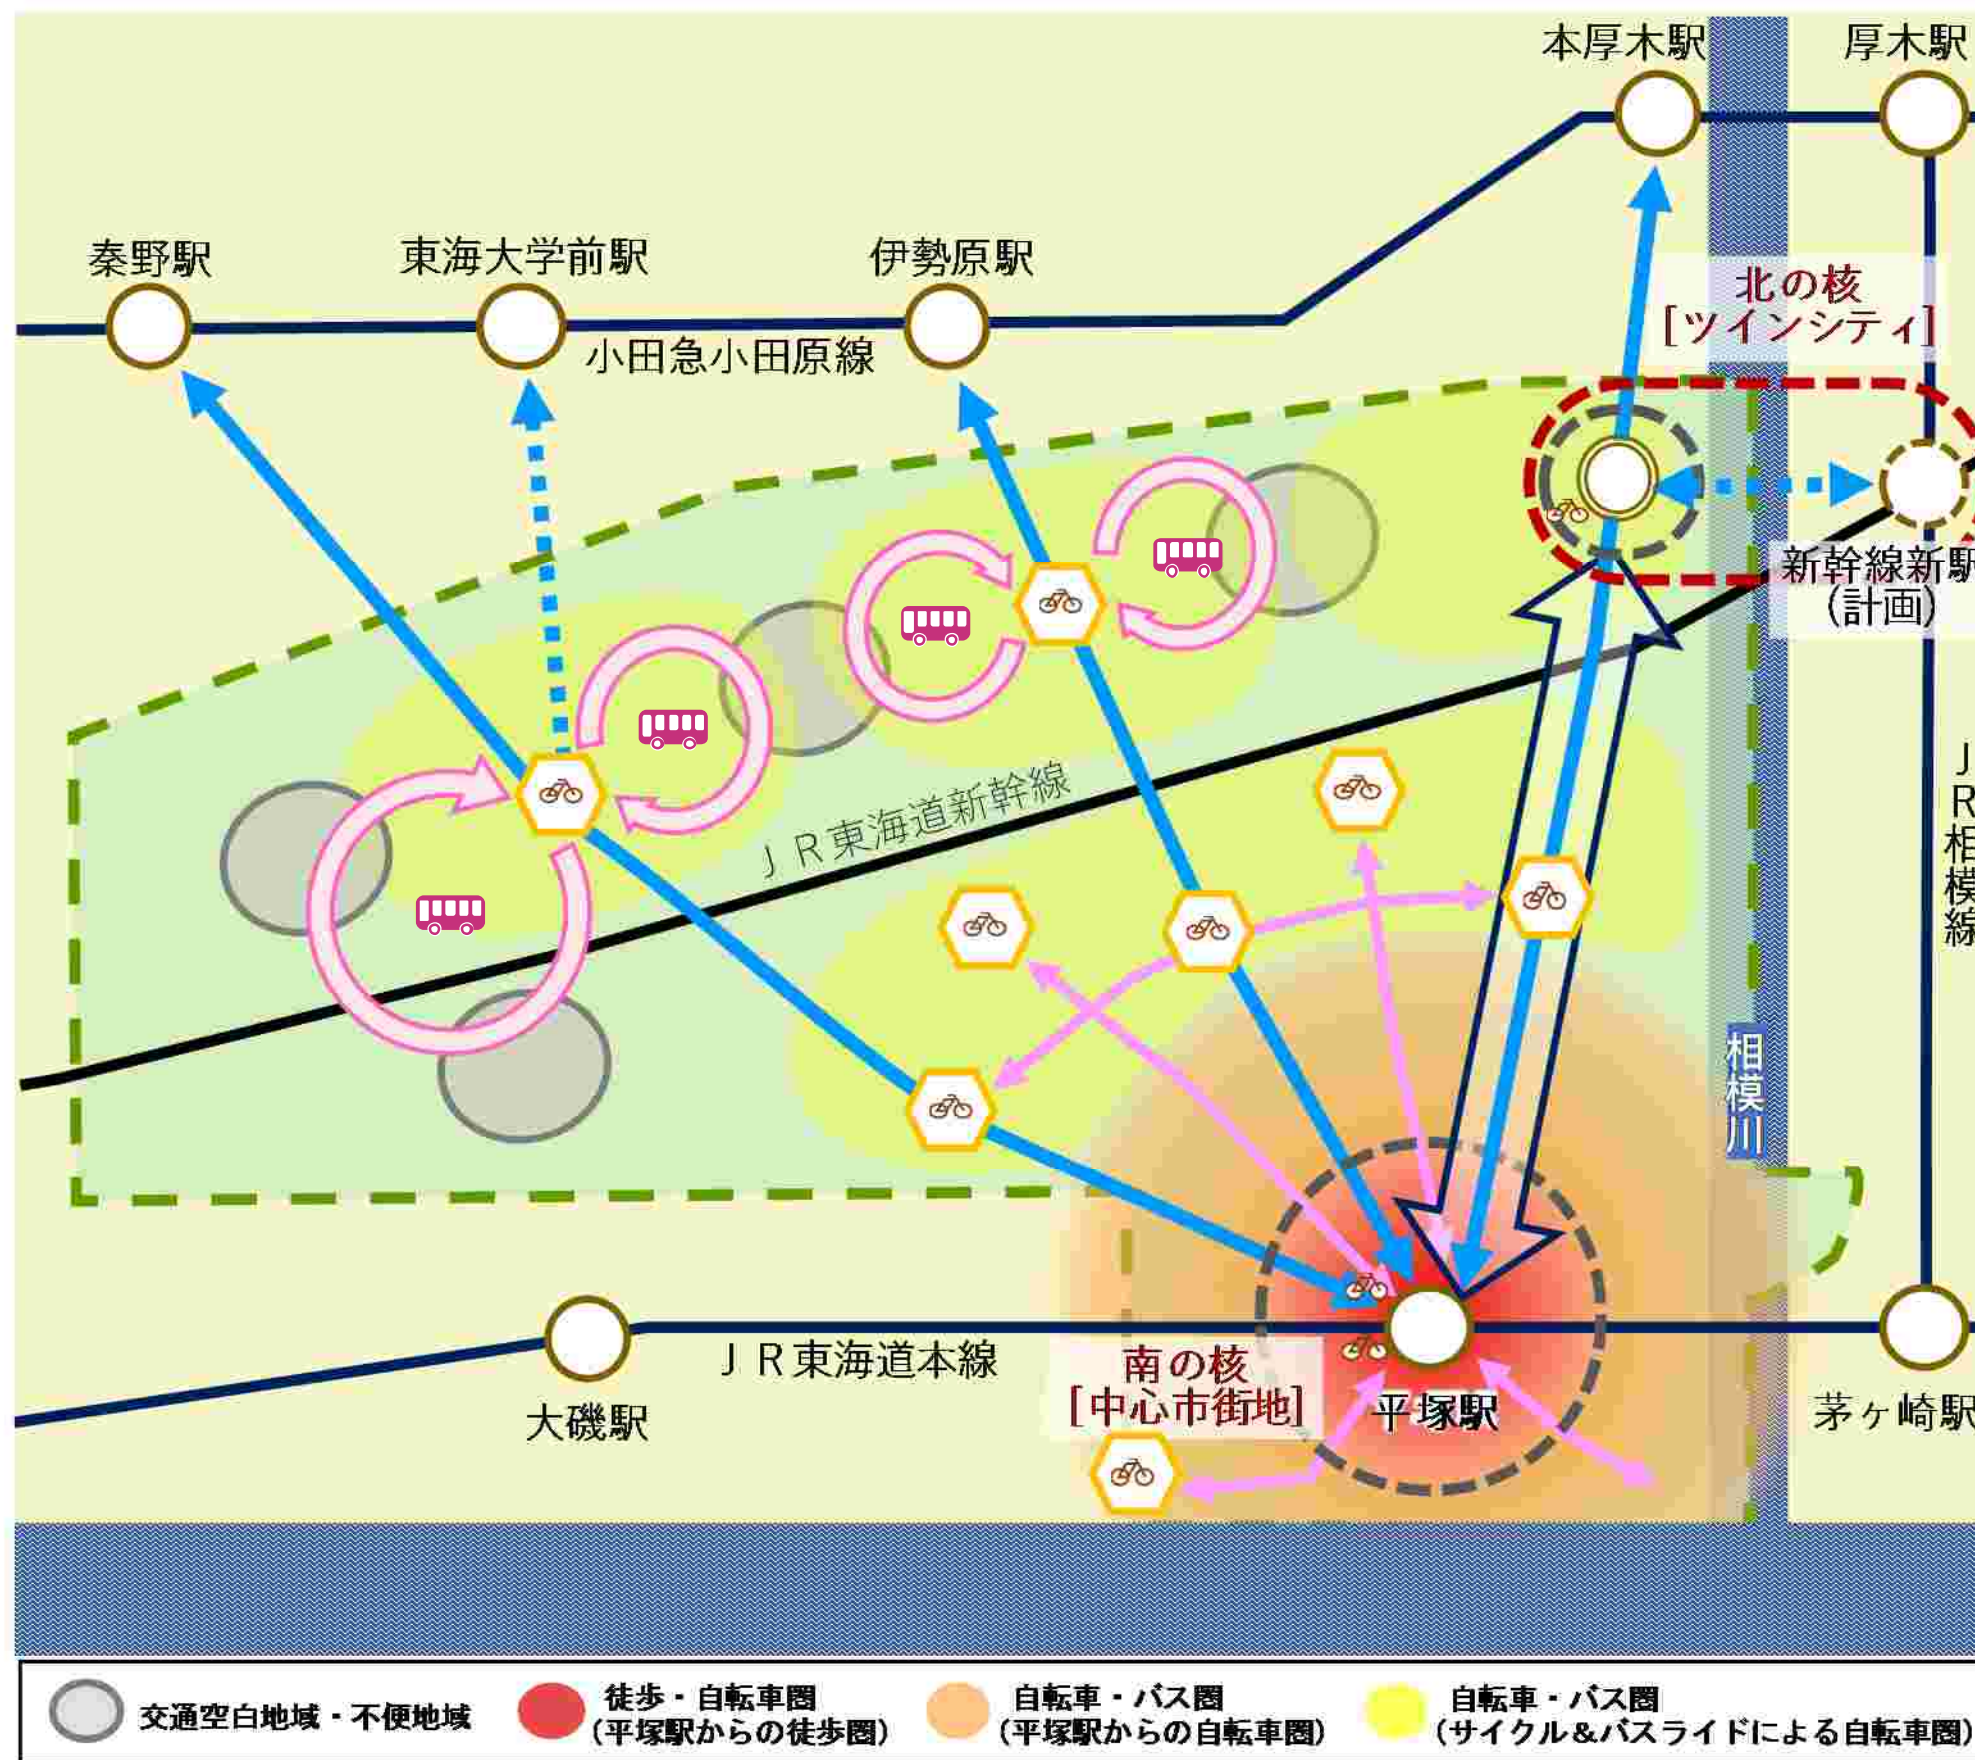 本厚木駅
厚木駅
秦野駅
東海大学前駅
伊勢原駅
小田急小田原線
北の核
[ツインシティ]
新幹線新駅
(計画)
ＪＲ東海道新幹線
ＪＲ相模線
相模川
ＪＲ東海道本線
大磯駅
南の核
[中心市街地]
平塚駅
茅ヶ崎駅
交通空白地域・不便地域
徒歩・自転車圏
(平塚駅からの徒歩圏)
自転車・バス圏
(平塚駅からの自転車圏)
自転車・バス圏
(サイクル＆バスライドによる自転車圏)